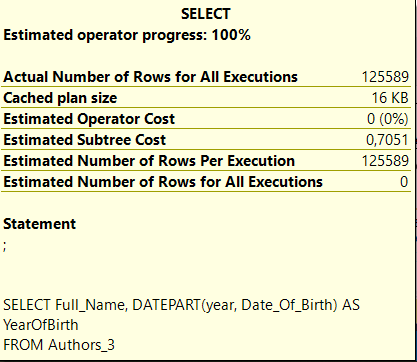 SELECT
Estimated operator progress: 100%
Actual Number of Rows for All Executions 125589
Cached plan size 16 KB
Estimated Operator Cost 0 (0%)
Estimated Subtree Cost 0,7051
Estimated Number of Rows Per Execution 125589
Estimated Number of Rows for All Executions 0
Statement
;
SELECT Full_Name, DATEPART(year, Date_Of_Birth) AS
YearOfBirth
FROM Authors_3